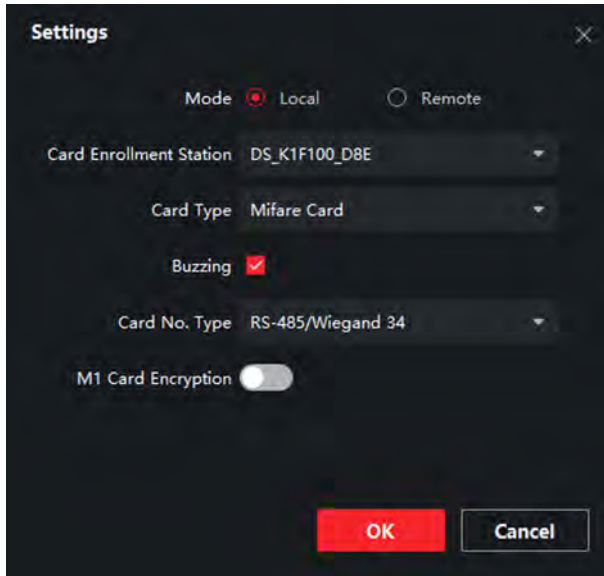 Settings
Mode Local Remote
Card Enrollment Station DS_K1F100_D8E
Card Type Mifare Card
Buzzing
Card No. Type RS-485/Wiegand 34
M1 Card Encryption
OK Cancel